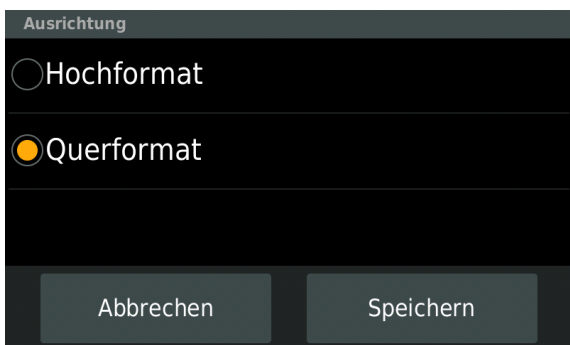 Ausrichtung
Hochformat
Querformat
Abbrechen
Speichern